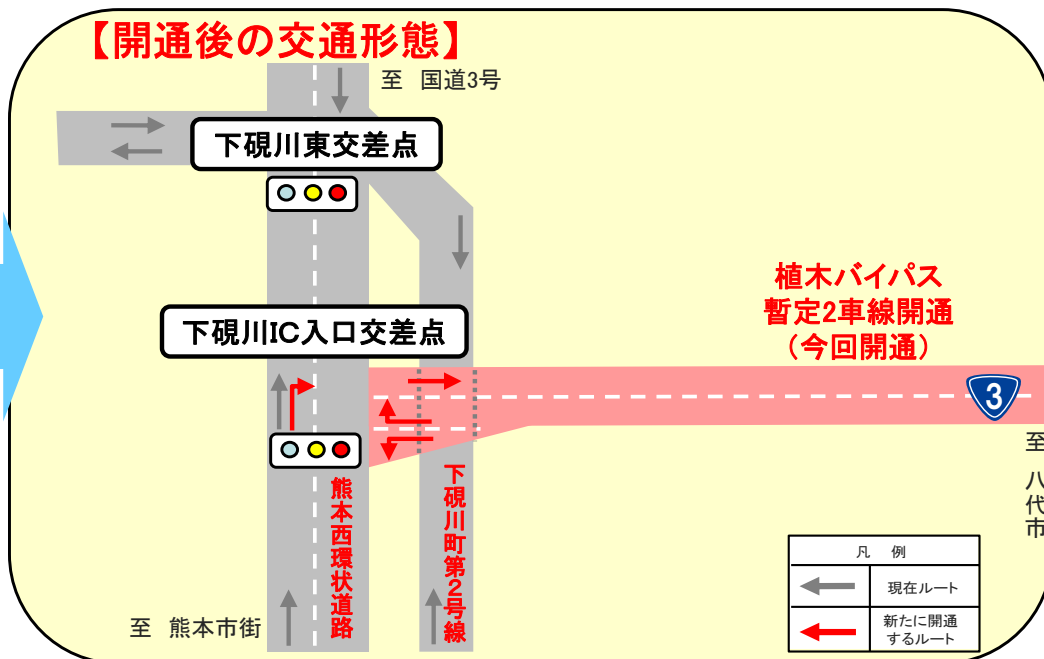 【開通後の交通形態】
至 国道3号
下硯川東交差点
下硯川IC入口交差点
植木バイパス
暫定2車線開通
(今回開通)
3
至 八代市
熊本西環状道路
下硯川町第2号線
至 熊本市街
凡 例
現在ルート
新たに開通
するルート